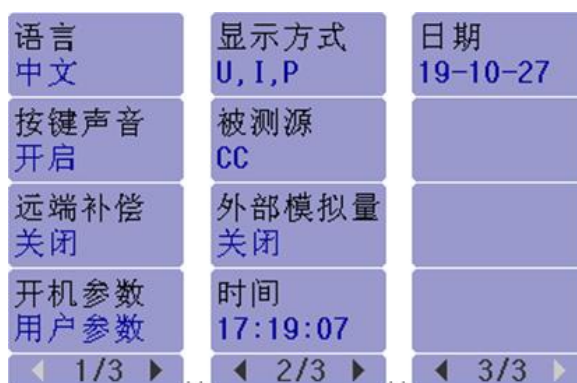 语言
中文
按键声音
开启
远端补偿
关闭
开机参数
用户参数
◀ 1/3 ▶
显示方式
U,I,P
被测源
CC
外部模拟量
关闭
时间
17:19:07
◀ 2/3 ▶
日期
19-10-27
◀ 3/3 ▶